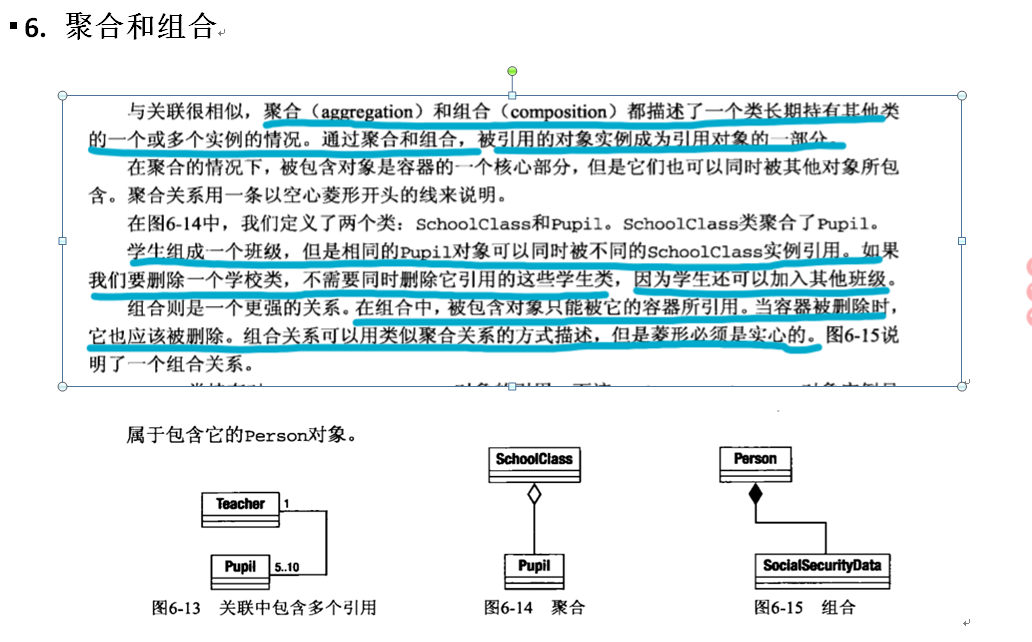 6. 聚合和组合
与关联很相似，聚合（aggregation）和组合（composition）都描述了一个类长期持有其他类
的一个或多个实例的情况。通过聚合和组合，被引用的对象实例成为引用对象的一部分。
在聚合的情况下，被包含对象是容器的一个核心部分，但是它们也可以同时被其他对象所包
含。聚合关系用一条以空心菱形开头的线来说明。
在图6-14中，我们定义了两个类：SchoolClass和Pupil。SchoolClass类聚合了Pupil。
学生组成一个班级，但是相同的Pupil对象可以同时被不同的SchoolClass实例引用。如果
我们要删除一个学校类，不需要同时删除它引用的这些学生类，因为学生还可以加入其他班级。
组合则是一个更强的关系。在组合中，被包含对象只能被它的容器所引用。当容器被删除时，
它也应该被删除。组合关系可以用类似聚合关系的方式描述，但是菱形必须是实心的。图6-15说
明了一个组合关系。
属于包含它的Person对象。
SchoolClass
Person
Teacher 1
Pupil 5..10
Pupil
SocialSecurityData
图6-13 关联中包含多个引用
图6-14 聚合
图6-15 组合